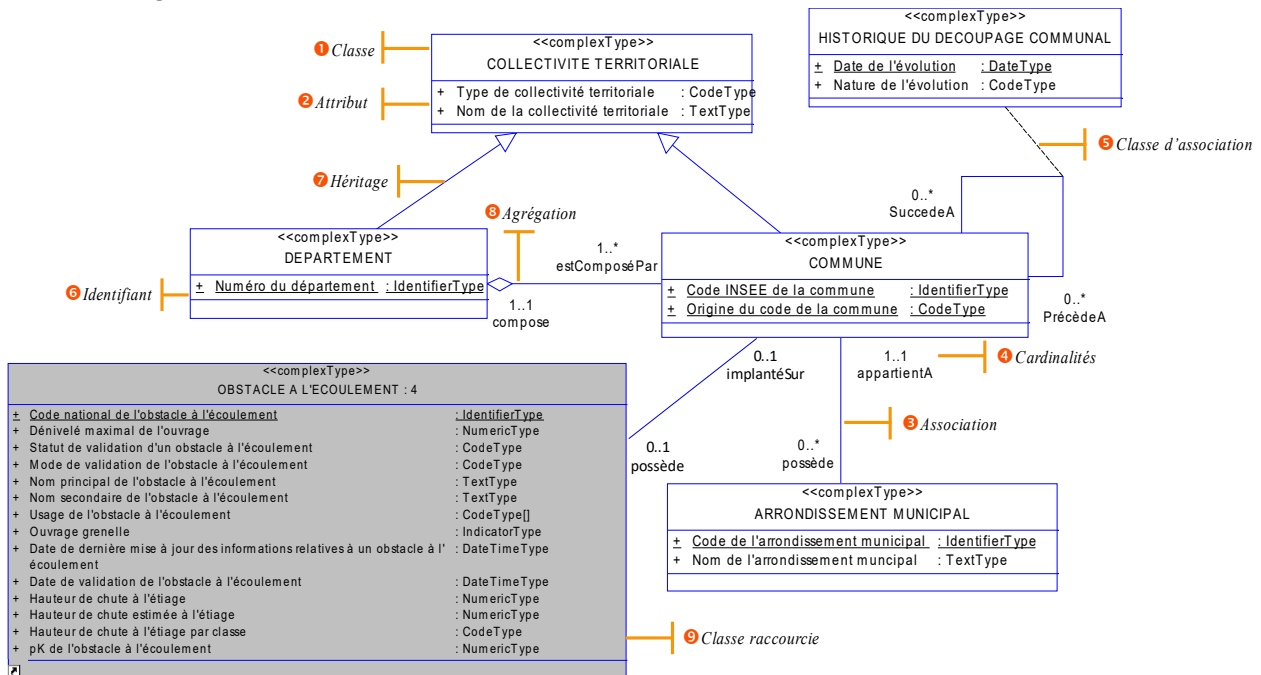 <<complexType>>
HISTORIQUE DU DECOUPAGE COMMUNAL
+ Date de l'évolution : DateType
+ Nature de l'évolution : CodeType
❶ Classe
<<complexType>>
COLLECTIVITE TERRITORIALE
❷ Attribut
+ Type de collectivité territoriale : CodeType
+ Nom de la collectivité territoriale : TextType
❺ Classe d'association
❼ Héritage
0..*
SuccedeA
❽ Agrégation
<<complexType>>
DEPARTEMENT
❻ Identifiant
+ Numéro du département : IdentifierType
1..*
estComposéPar
1..1
compose
<<complexType>>
COMMUNE
+ Code INSEE de la commune : IdentifierType
+ Origine du code de la commune : CodeType
0..*
PrécèdeA
0..1
implantéSur
1..1
appartientA
❹ Cardinalités
❸ Association
0..1
possède
0..*
possède
<<complexType>>
OBSTACLE A L'ECOULEMENT : 4
+ Code national de l'obstacle à l'écoulement : IdentifierType
+ Dénivelé maximal de l'ouvrage : NumericType
+ Statut de validation d'un obstacle à l'écoulement : CodeType
+ Mode de validation de l'obstacle à l'écoulement : CodeType
+ Nom principal de l'obstacle à l'écoulement : TextType
+ Nom secondaire de l'obstacle à l'écoulement : TextType
+ Usage de l'obstacle à l'écoulement : CodeType[]
+ Ouvrage grenelle : IndicatorType
+ Date de dernière mise à jour des informations relatives à un obstacle à l' : DateTimeType
écoulement
+ Date de validation de l'obstacle à l'écoulement : DateTimeType
+ Hauteur de chute à l'étiage : NumericType
+ Hauteur de chute estimée à l'étiage : NumericType
+ Hauteur de chute à l'étiage par classe : CodeType
+ pK de l'obstacle à l'écoulement : NumericType
<<complexType>>
ARRONDISSEMENT MUNICIPAL
+ Code de l'arrondissement municipal : IdentifierType
+ Nom de l'arrondissement muncipal : TextType
❾ Classe raccourcie